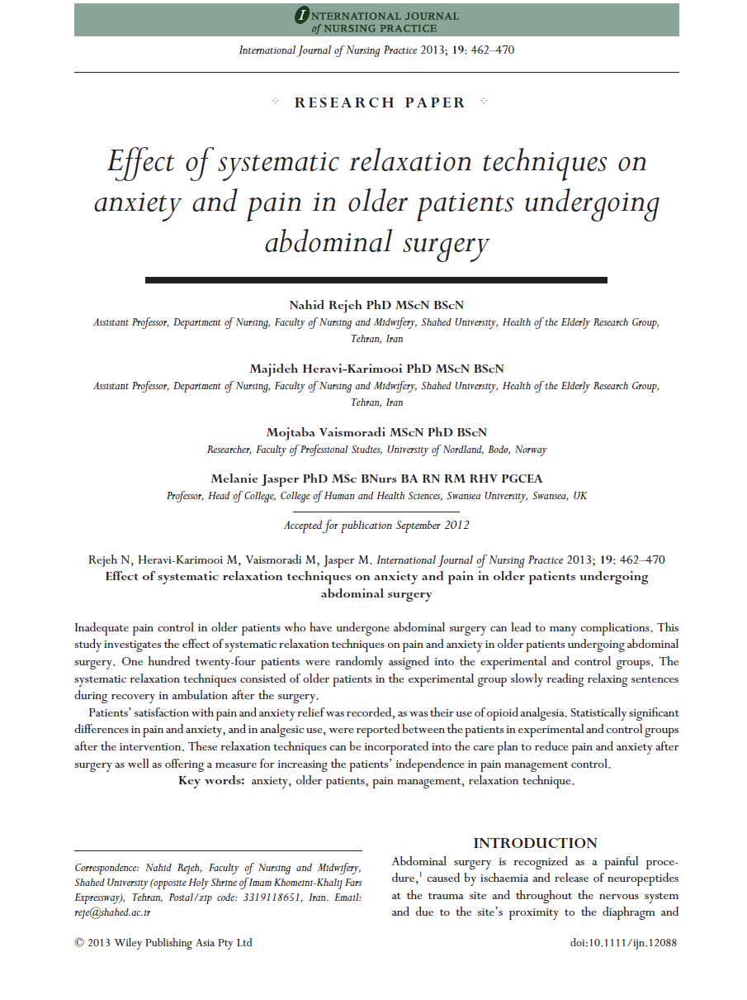 INTERNATIONAL JOURNAL
of NURSING PRACTICE
International Journal of Nursing Practice 2013; 19: 462–470
RESEARCH PAPER
Effect of systematic relaxation techniques on
anxiety and pain in older patients undergoing
abdominal surgery
Nahid Rejeh PhD MScN BScN
Assistant Professor, Department of Nursing, Faculty of Nursing and Midwifery, Shahed University, Health of the Elderly Research Group,
Tehran, Iran
Majideh Heravi-Karimooi PhD MScN BScN
Assistant Professor, Department of Nursing, Faculty of Nursing and Midwifery, Shahed University, Health of the Elderly Research Group,
Tehran, Iran
Mojtaba Vaismoradi MScN PhD BScN
Researcher, Faculty of Professional Studies, University of Nordland, Bodø, Norway
Melanie Jasper PhD MSc BNurs BA RN RM RHV PGCEA
Professor, Head of College, College of Human and Health Sciences, Swansea University, Swansea, UK
Accepted for publication September 2012
Rejeh N, Heravi-Karimooi M, Vaismoradi M, Jasper M. International Journal of Nursing Practice 2013; 19: 462–470
Effect of systematic relaxation techniques on anxiety and pain in older patients undergoing
abdominal surgery
Inadequate pain control in older patients who have undergone abdominal surgery can lead to many complications. This
study investigates the effect of systematic relaxation techniques on pain and anxiety in older patients undergoing abdominal
surgery. One hundred twenty-four patients were randomly assigned into the experimental and control groups. The
systematic relaxation techniques consisted of older patients in the experimental group slowly reading relaxing sentences
during recovery in ambulation after the surgery.
Patients' satisfaction with pain and anxiety relief was recorded, as was their use of opioid analgesia. Statistically significant
differences in pain and anxiety, and in analgesic use, were reported between the patients in experimental and control groups
after the intervention. These relaxation techniques can be incorporated into the care plan to reduce pain and anxiety after
surgery as well as offering a measure for increasing the patients' independence in pain management control.
Key words: anxiety, older patients, pain management, relaxation technique.
Correspondence: Nahid Rejeh, Faculty of Nursing and Midwifery,
Shahed University (opposite Holy Shrine of Imam Khomeini-Khalij Fars
Expressway), Tehran, Postal/zip code: 3319118651, Iran. Email:
reje@shahed.ac.ir
INTRODUCTION
Abdominal surgery is recognized as a painful proce-
dure,1 caused by ischaemia and release of neuropeptides
at the trauma site and throughout the nervous system
and due to the site's proximity to the diaphragm and
© 2013 Wiley Publishing Asia Pty Ltd
doi:10.1111/ijn.12088